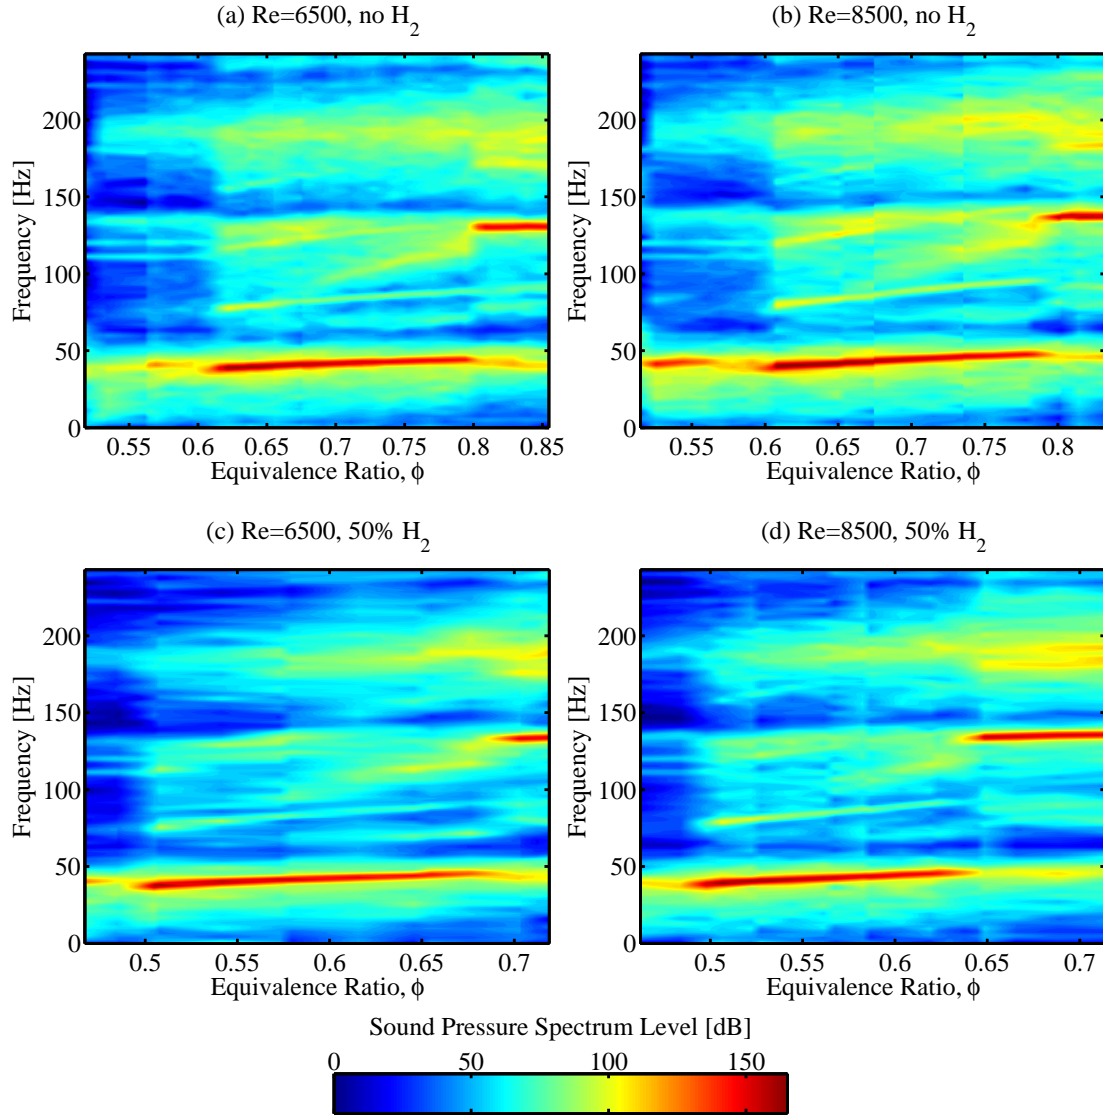 (a) Re=6500, no H2
200
150
100
50
0
Frequency [Hz]
0.55 0.6 0.65 0.7 0.75 0.8 0.85
Equivalence Ratio, ϕ
(b) Re=8500, no H2
200
150
100
50
0
Frequency [Hz]
0.55 0.6 0.65 0.7 0.75 0.8
Equivalence Ratio, ϕ
(c) Re=6500, 50% H2
200
150
100
50
0
Frequency [Hz]
0.5 0.55 0.6 0.65 0.7
Equivalence Ratio, ϕ
(d) Re=8500, 50% H2
200
150
100
50
0
Frequency [Hz]
0.5 0.55 0.6 0.65 0.7
Equivalence Ratio, ϕ
Sound Pressure Spectrum Level [dB]
0 50 100 150